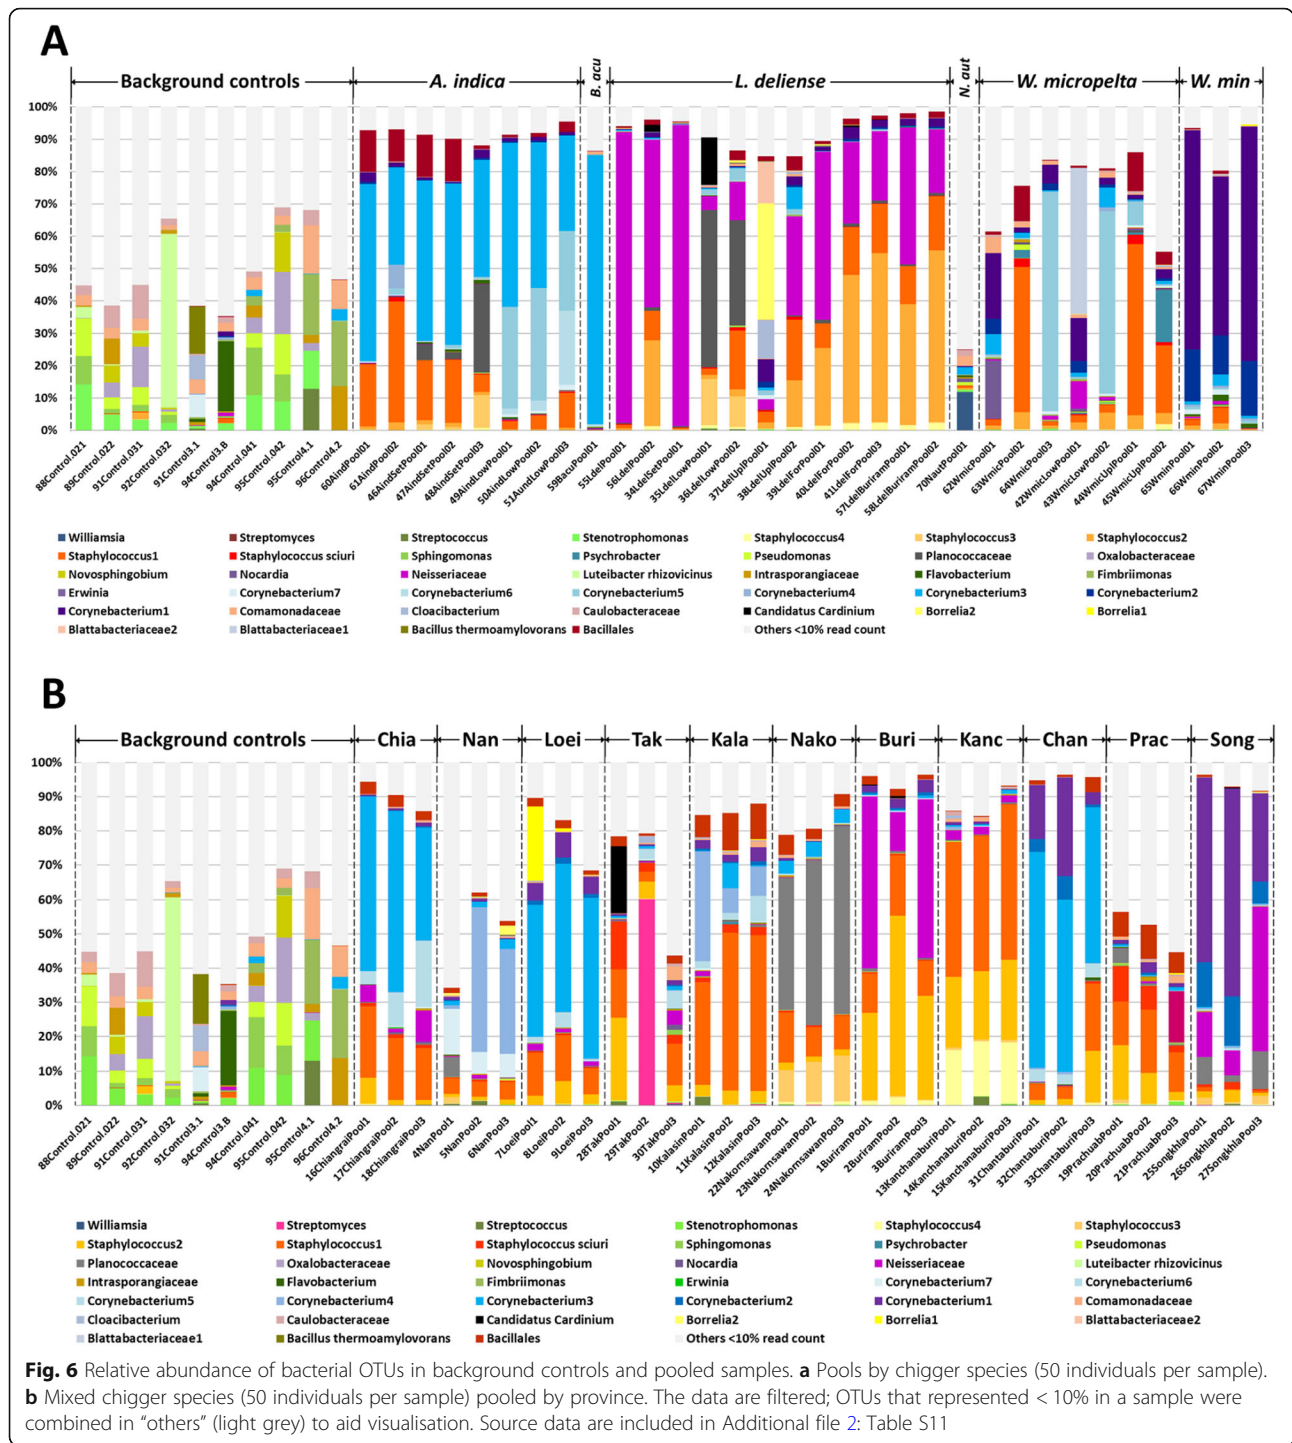 A
Background controls
A. indica
B. acu
L. deliense
N. aut
W. micropelta
W. min
100%
90%
80%
70%
60%
50%
40%
30%
20%
10%
0%
88Control.021
89Control.022
91Control.031
92Control.032
91Control3.1
94Control3.B
94Control.041
95Control.042
95Control4.1
96Control4.2
60AindPool01
61AindPool02
46AindSetPool01
47AindSetPool02
48AindSetPool03
49AindLowPool01
50AindLowPool02
51AundLowPool03
59BacuPool01
55LdelPool01
56LdelPool02
34LdelSetPool01
35LdelLowPool01
36LdelLowPool02
37LdelUplPool01
38LdelUplPool02
39LdelForPool01
40LdelForPool02
41LdelForPool03
57LdelBuriramPool01
58LdelBuriramPool02
70NautPool01
62WmicPool01
63WmicPool02
64WmicPool03
42WmicLowPool01
43WmicLowPool02
44WmicUplPool01
45WmicUplPool02
65WminPool01
66WminPool02
67WminPool03
Williamsia
Streptomyces
Streptococcus
Stenotrophomonas
Staphylococcus4
Staphylococcus3
Staphylococcus2
Staphylococcus1
Staphylococcus sciuri
Sphingomonas
Psychrobacter
Pseudomonas
Planococcaceae
Oxalobacteraceae
Novosphingobium
Nocardia
Neisseriaceae
Luteibacter rhizovicinus
Intrasporangiaceae
Flavobacterium
Fimbriimonas
Erwinia
Corynebacterium7
Corynebacterium6
Corynebacterium5
Corynebacterium4
Corynebacterium3
Corynebacterium2
Corynebacterium1
Comamonadaceae
Cloacibacterium
Caulobacteraceae
Candidatus Cardinium
Borrelia2
Borrelia1
Blattabacteriaceae2
Blattabacteriaceae1
Bacillus thermoamylovorans
Bacillales
Others <10% read count
B
Background controls
Chia
Nan
Loei
Tak
Kala
Nako
Buri
Kanc
Chan
Prac
Song
100%
90%
80%
70%
60%
50%
40%
30%
20%
10%
0%
88Control.021
89Control.022
91Control.031
92Control.032
91Control3.1
94Control3.B
94Control.041
95Control.042
95Control4.1
96Control4.2
16ChiangraiPool1
17ChiangraiPool2
18ChiangraiPool3
4NanPool1
5NanPool2
6NanPool3
7LoeiPool1
8LoeiPool2
9LoeiPool3
28TakPool1
29TakPool2
30TakPool3
10KalasinPool1
11KalasinPool2
12KalasinPool3
22NakornsawanPool1
23NakornsawanPool2
24NakornsawanPool3
1BuriramPool1
2BuriramPool2
3BuriramPool3
13KanchanaburiPool1
14KanchanaburiPool2
15KanchanaburiPool3
31ChantaburiPool1
32ChantaburiPool2
33ChantaburiPool3
19PrachuabPool1
20PrachuabPool2
21PrachuabPool3
25SongkhlaPool1
26SongkhlaPool2
27SongkhlaPool3
Williamsia
Streptomyces
Streptococcus
Stenotrophomonas
Staphylococcus4
Staphylococcus3
Staphylococcus2
Staphylococcus1
Staphylococcus sciuri
Sphingomonas
Psychrobacter
Pseudomonas
Planococcaceae
Oxalobacteraceae
Novosphingobium
Nocardia
Neisseriaceae
Luteibacter rhizovicinus
Intrasporangiaceae
Flavobacterium
Fimbriimonas
Erwinia
Corynebacterium7
Corynebacterium6
Corynebacterium5
Corynebacterium4
Corynebacterium3
Corynebacterium2
Corynebacterium1
Comamonadaceae
Cloacibacterium
Caulobacteraceae
Candidatus Cardinium
Borrelia2
Borrelia1
Blattabacteriaceae2
Blattabacteriaceae1
Bacillus thermoamylovorans
Bacillales
Others <10% read count
Fig. 6 Relative abundance of bacterial OTUs in background controls and pooled samples. a Pools by chigger species (50 individuals per sample).
b Mixed chigger species (50 individuals per sample) pooled by province. The data are filtered; OTUs that represented < 10% in a sample were
combined in “others” (light grey) to aid visualisation. Source data are included in Additional file 2: Table S11